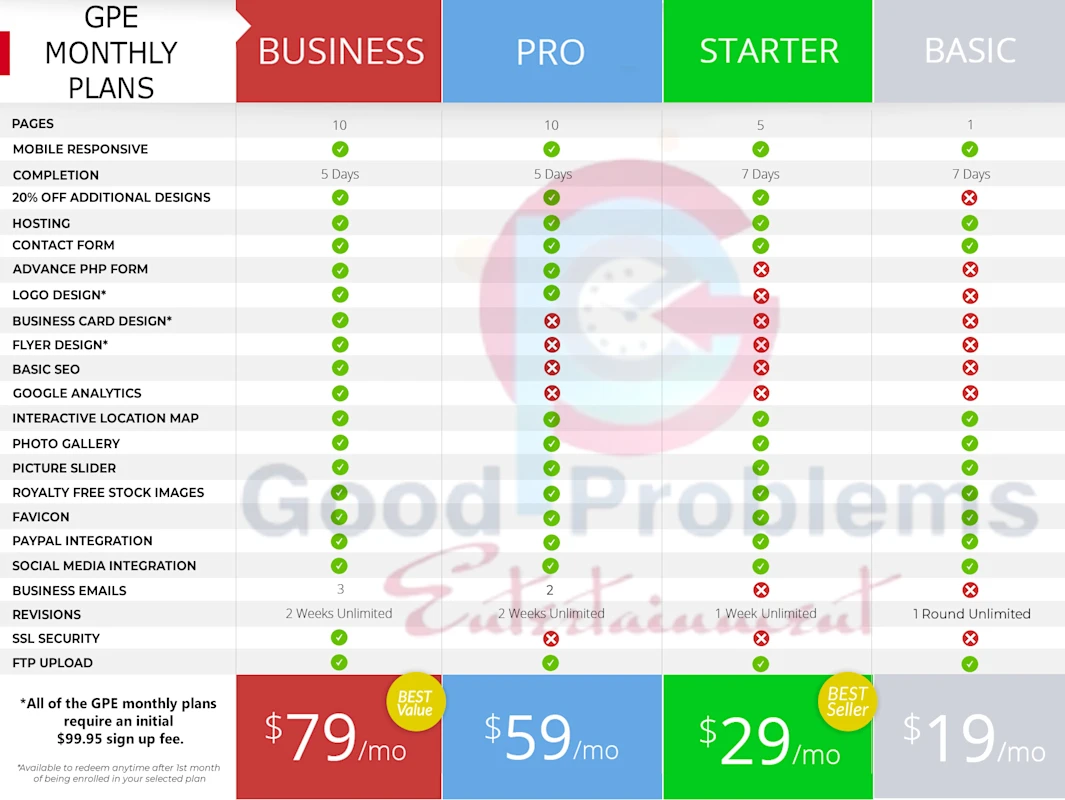 GPE
MONTHLY
PLANS
BUSINESS PRO STARTER BASIC
PAGES 10 10 5 1
MOBILE RESPONSIVE
COMPLETION 5 Days 5 Days 7 Days 7 Days
20% OFF ADDITIONAL DESIGNS
HOSTING
CONTACT FORM
ADVANCE PHP FORM
LOGO DESIGN*
BUSINESS CARD DESIGN*
FLYER DESIGN*
BASIC SEO
GOOGLE ANALYTICS
INTERACTIVE LOCATION MAP
PHOTO GALLERY
PICTURE SLIDER
ROYALTY FREE STOCK IMAGES
Good Problems
FAVICON
PAYPAL INTEGRATION
SOCIAL MEDIA INTEGRATION
Entertainment
BUSINESS EMAILS 3 2
REVISIONS 2 Weeks Unlimited 2 Weeks Unlimited 1 Week Unlimited 1 Round Unlimited
SSL SECURITY
FTP UPLOAD
*All of the GPE monthly plans
require an initial
$99.95 sign up fee.
*Available to redeem anytime after 1st month
of being enrolled in your selected plan
BEST
Value
BEST
Seller
$79/mo $59/mo $29/mo $19/mo